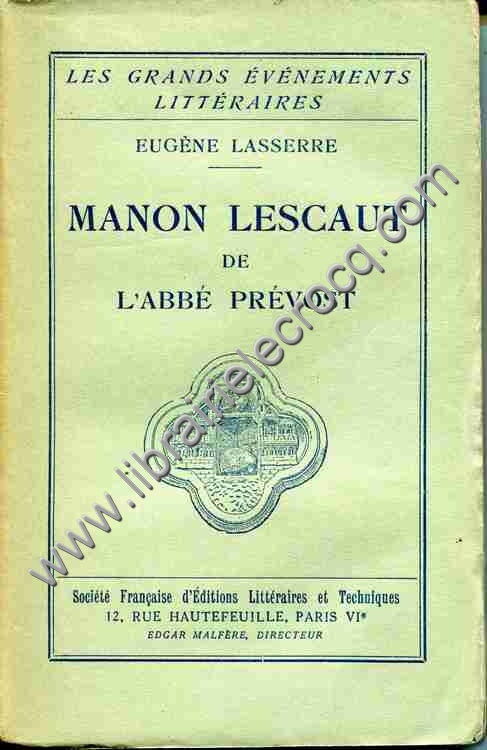 LES GRANDS ÉVÉNEMENTS
LITTÉRAIRES
EUGÈNE LASSERRE
MANON LESCAUT
DE
L'ABBÉ PRÉVOST
www.librairielecrocq.com
Société Française d'Éditions Littéraires et Techniques
12, RUE HAUTEFEUILLE, PARIS VIᵉ
EDGAR MALFÈRE, DIRECTEUR